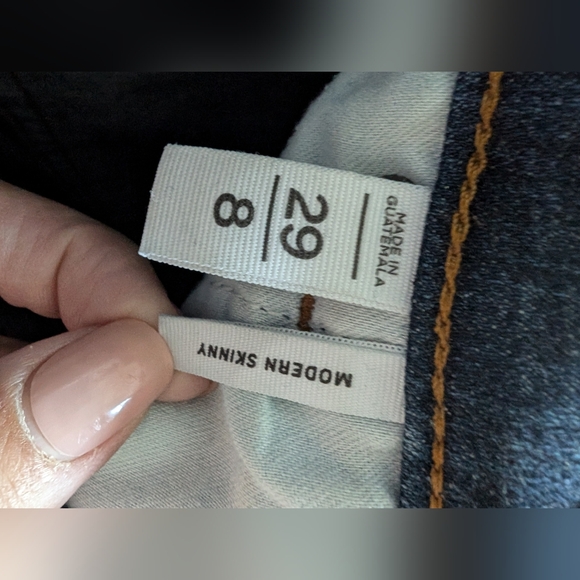 MADE IN
GUATEMALA
29
8
MODERN SKINNY